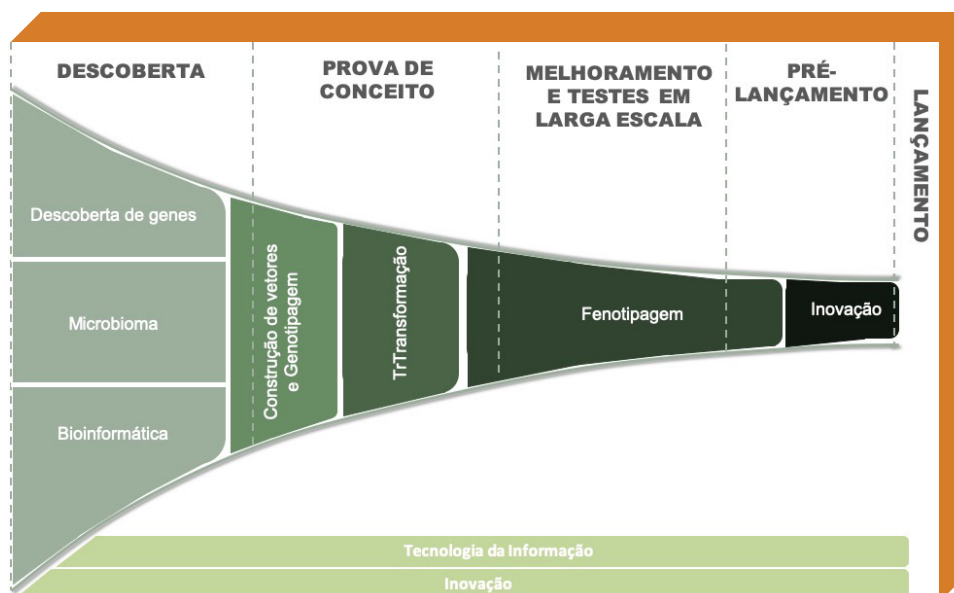 DESCOBERTA
PROVA DE
CONCEITO
MELHORAMENTO
E TESTES EM
LARGA ESCALA
PRÉ-
LANÇAMENTO
LANÇAMENTO
Descoberta de genes
Microbioma
Bioinformática
Construção de vetores
e Genotipagem
TrTransformação
Fenotipagem
Inovação
Tecnologia da Informação
Inovação